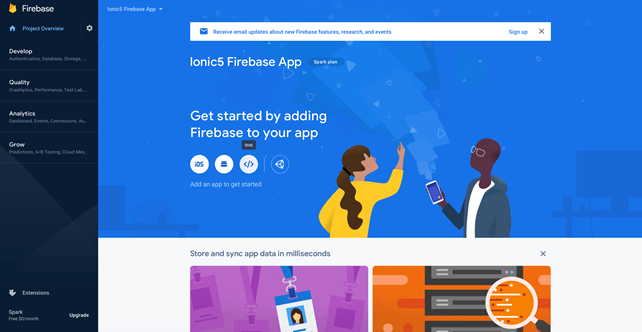 Firebase
Ionic5 Firebase App
Project Overview
Receive email updates about new Firebase features, research, and events
Sign up
Develop
Authentication, Database, Storage, ...
Ionic5 Firebase App
Spark plan
Quality
Crashlytics, Performance, Test Lab, ...
Analytics
Dashboard, Events, Conversions, Au...
Get started by adding
Firebase to your app
Grow
Predictions, A/B Testing, Cloud Mes...
Web
iOS
Add an app to get started
Store and sync app data in milliseconds
Extensions
Spark
Free $0/month
Upgrade